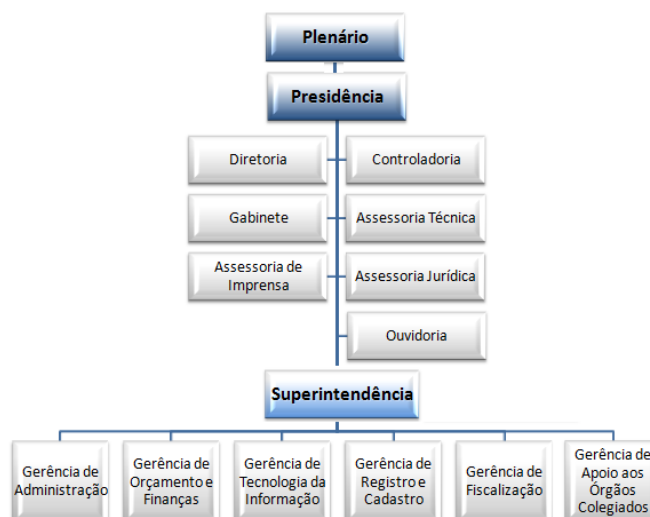 Plenário
Presidência
Diretoria
Controladoria
Gabinete
Assessoria Técnica
Assessoria de
Imprensa
Assessoria Jurídica
Ouvidoria
Superintendência
Gerência de
Administração
Gerência de
Orçamento e
Finanças
Gerência de
Tecnologia da
Informação
Gerência de
Registro e
Cadastro
Gerência de
Fiscalização
Gerência de
Apoio aos
Órgãos
Colegiados